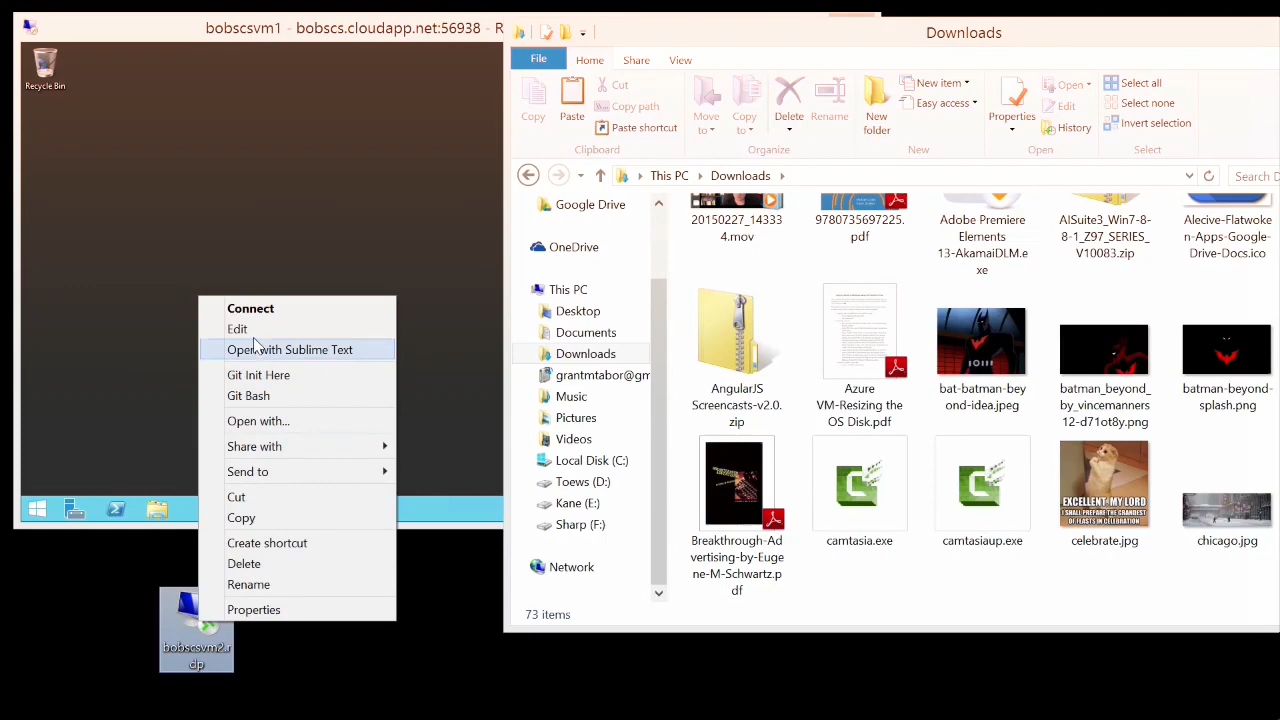 bobscsvm1 - bobscs.cloudapp.net:56938 - R
Recycle Bin
Connect
Edit
Open with Sublime Text
Git Init Here
Git Bash
Open with...
Share with
Send to
Cut
Copy
Create shortcut
Delete
Rename
Properties
bobscsvm2.r
dp
Downloads
File
Home
Share
View
Copy
Paste
Cut
Copy path
Paste shortcut
Clipboard
Move
to
Copy
to
Delete
Rename
Organize
New
folder
New item
Easy access
New
Properties
Open
Edit
History
Open
Select all
Select none
Invert selection
Select
This PC
Downloads
Search D
Google Drive
OneDrive
This PC
Desktop
Documents
Downloads
grantmtabor@gm
Music
Pictures
Videos
Local Disk (C:)
Toews (D:)
Kane (E:)
Sharp (F:)
Network
20150227_14333
4.mov
9780735697225.
pdf
Adobe Premiere
Elements
13-AkamaiDLM.e
xe
AISuite3_Win7-8-
8-1_Z97_SERIES_
V10083.zip
Alecive-Flatwoke
n-Apps-Google-
Drive-Docs.ico
AngularJS
Screencasts-v2.0.
zip
Azure
VM-Resizing the
OS Disk.pdf
bat-batman-bey
ond-idea.jpeg
batman_beyond_
by_vincemanners
12-d71ot8y.png
batman-beyond-
splash.png
Breakthrough-Ad
vertising-by-Euge
ne-M-Schwartz.p
df
camtasia.exe
camtasiaup.exe
EXCELLENT MY LORD
I SHALL PREPARE THE GRANDEST
OF FEASTS IN CELEBRATION
celebrate.jpg
chicago.jpg
73 items